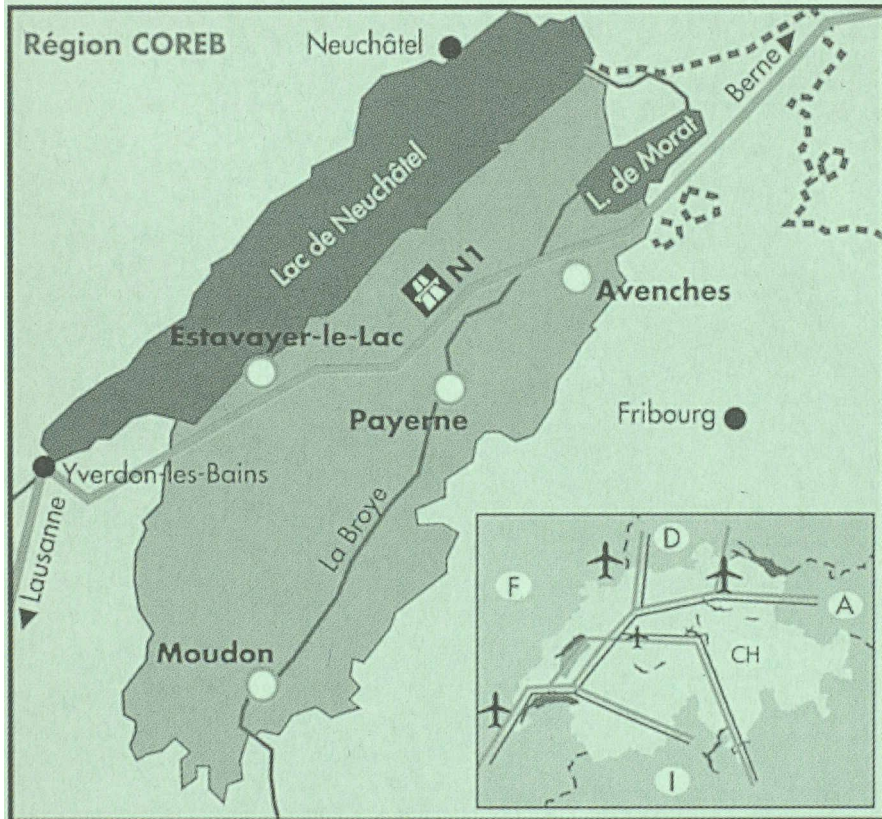 Région COREB
Neuchâtel
Berne
Lac de Neuchâtel
L. de Morat
N1
Avenches
Estavayer-le-Lac
Payerne
Fribourg
Yverdon-les-Bains
Lausanne
La Broye
Moudon
D
F
A
CH
I